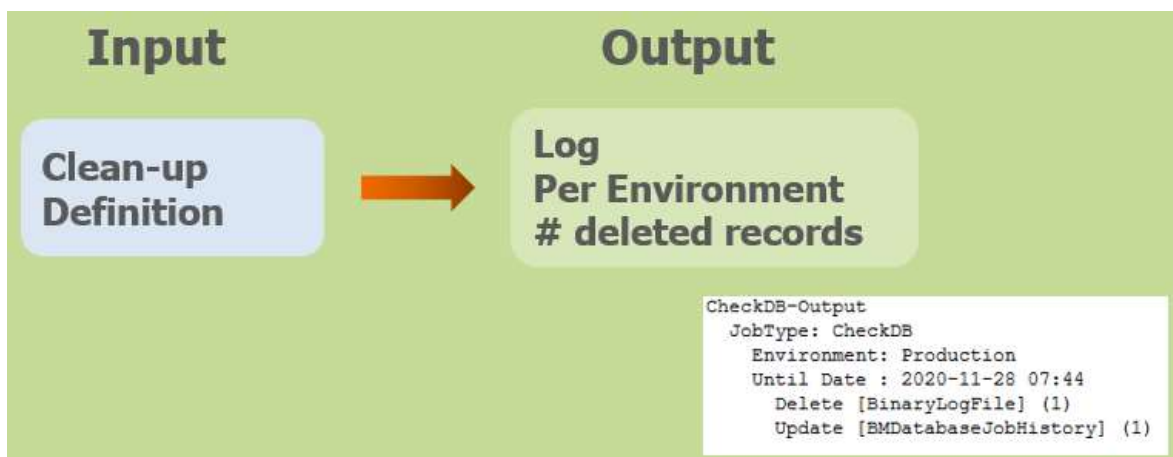 Input
Output
Clean-up
Definition
Log
Per Environment
# deleted records
CheckDB-Output
JobType: CheckDB
Environment: Production
Until Date : 2020-11-28 07:44
Delete [BinaryLogFile] (1)
Update [BMDatabaseJobHistory] (1)